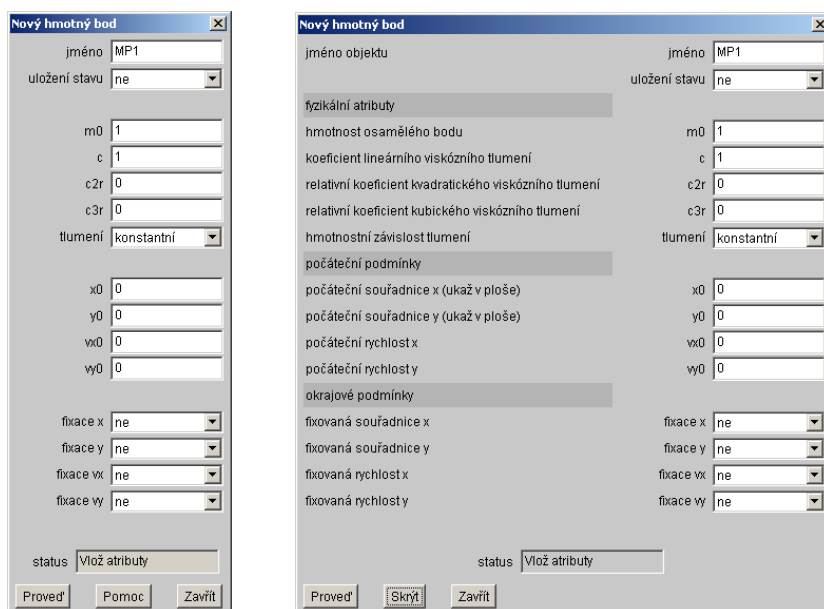 Nový hmotný bod
jméno MP1
uložení stavu ne
m0 1
c 1
c2r 0
c3r 0
tlumení konstantní
x0 0
y0 0
vx0 0
vy0 0
fixace x ne
fixace y ne
fixace vx ne
fixace vy ne
status Vlož atributy
Proveď Pomoc Zavřít
Nový hmotný bod
jméno objektu jméno MP1
uložení stavu ne
fyzikální atributy
hmotnost osamělého bodu m0 1
koeficient lineárního viskózního tlumení c 1
relativní koeficient kvadratického viskózního tlumení c2r 0
relativní koeficient kubického viskózního tlumení c3r 0
hmotnostní závislost tlumení tlumení konstantní
počáteční podmínky
počáteční souřadnice x (ukaž v ploše) x0 0
počáteční souřadnice y (ukaž v ploše) y0 0
počáteční rychlost x vx0 0
počáteční rychlost y vy0 0
okrajové podmínky
fixovaná souřadnice x fixace x ne
fixovaná souřadnice y fixace y ne
fixovaná rychlost x fixace vx ne
fixovaná rychlost y fixace vy ne
status Vlož atributy
Proveď Skrýt Zavřít